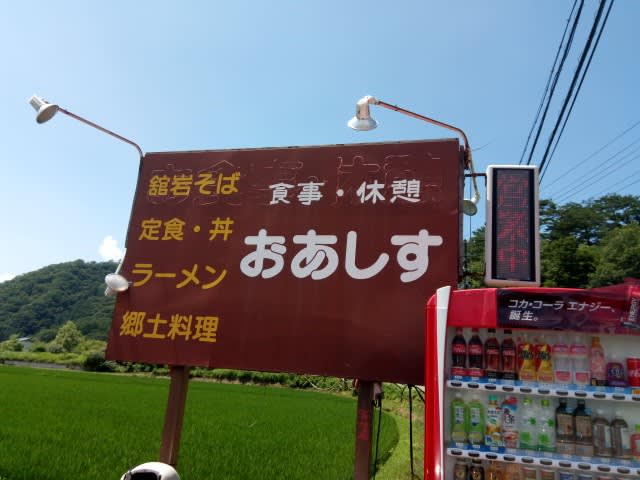 舘岩そば
定食・丼
ラーメン
郷土料理
食事・休憩
おあしす
コカ・コーラ エナジー、
誕生。